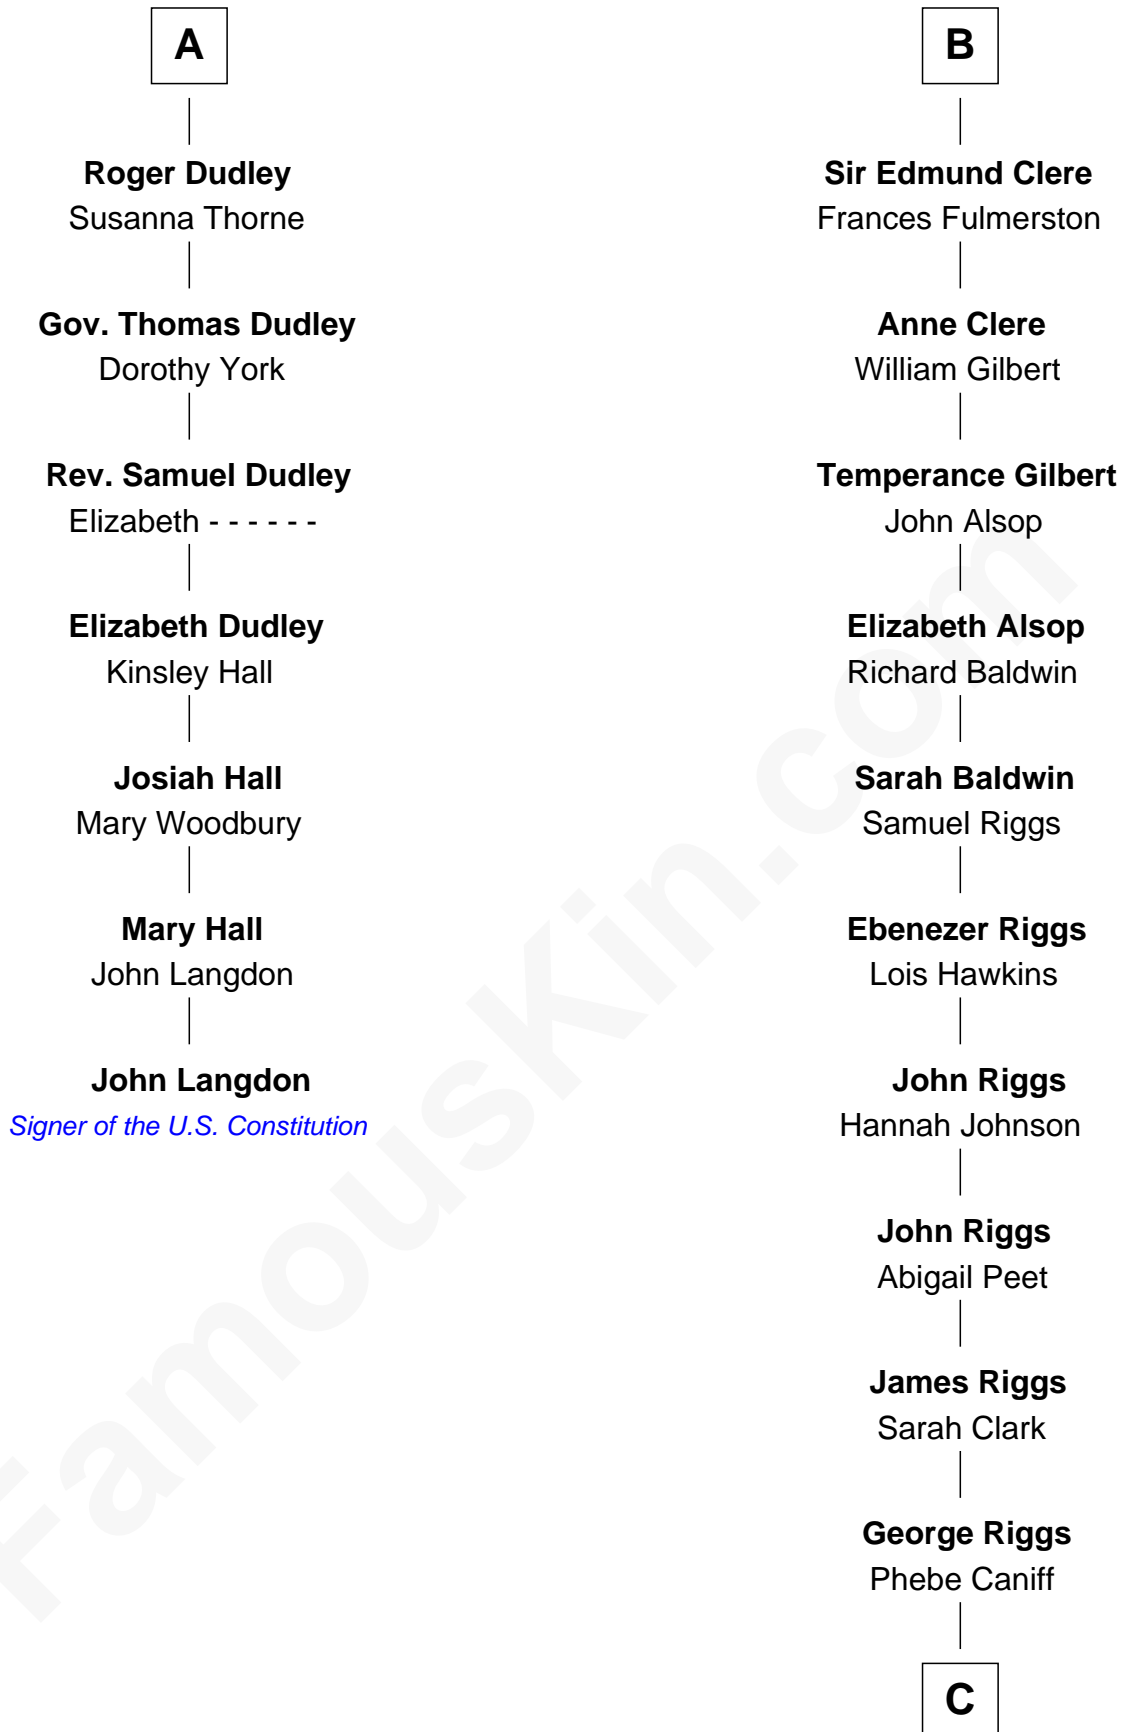 A
Roger Dudley
Susanna Thorne
Gov. Thomas Dudley
Dorothy York
Rev. Samuel Dudley
Elizabeth - - - - - -
Elizabeth Dudley
Kinsley Hall
Josiah Hall
Mary Woodbury
Mary Hall
John Langdon
John Langdon
Signer of the U.S. Constitution
B
Sir Edmund Clere
Frances Fulmerston
Anne Clere
William Gilbert
Temperance Gilbert
John Alsop
Elizabeth Alsop
Richard Baldwin
Sarah Baldwin
Samuel Riggs
Ebenezer Riggs
Lois Hawkins
John Riggs
Hannah Johnson
John Riggs
Abigail Peet
James Riggs
Sarah Clark
George Riggs
Phebe Caniff
C
FamousKin.com